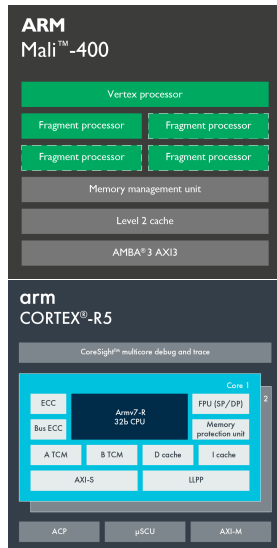 ARM
Mali™-400
Vertex processor
Fragment processor
Fragment processor
Fragment processor
Fragment processor
Memory management unit
Level 2 cache
AMBA® 3 AXI3
arm
CORTEX®-R5
CoreSight™ multicore debug and trace
Core 1
2
ECC
Armv7-R
32b CPU
FPU (SP/DP)
Bus ECC
Memory
protection unit
A TCM
B TCM
D cache
I cache
AXI-S
LLPP
ACP
µSCU
AXI-M